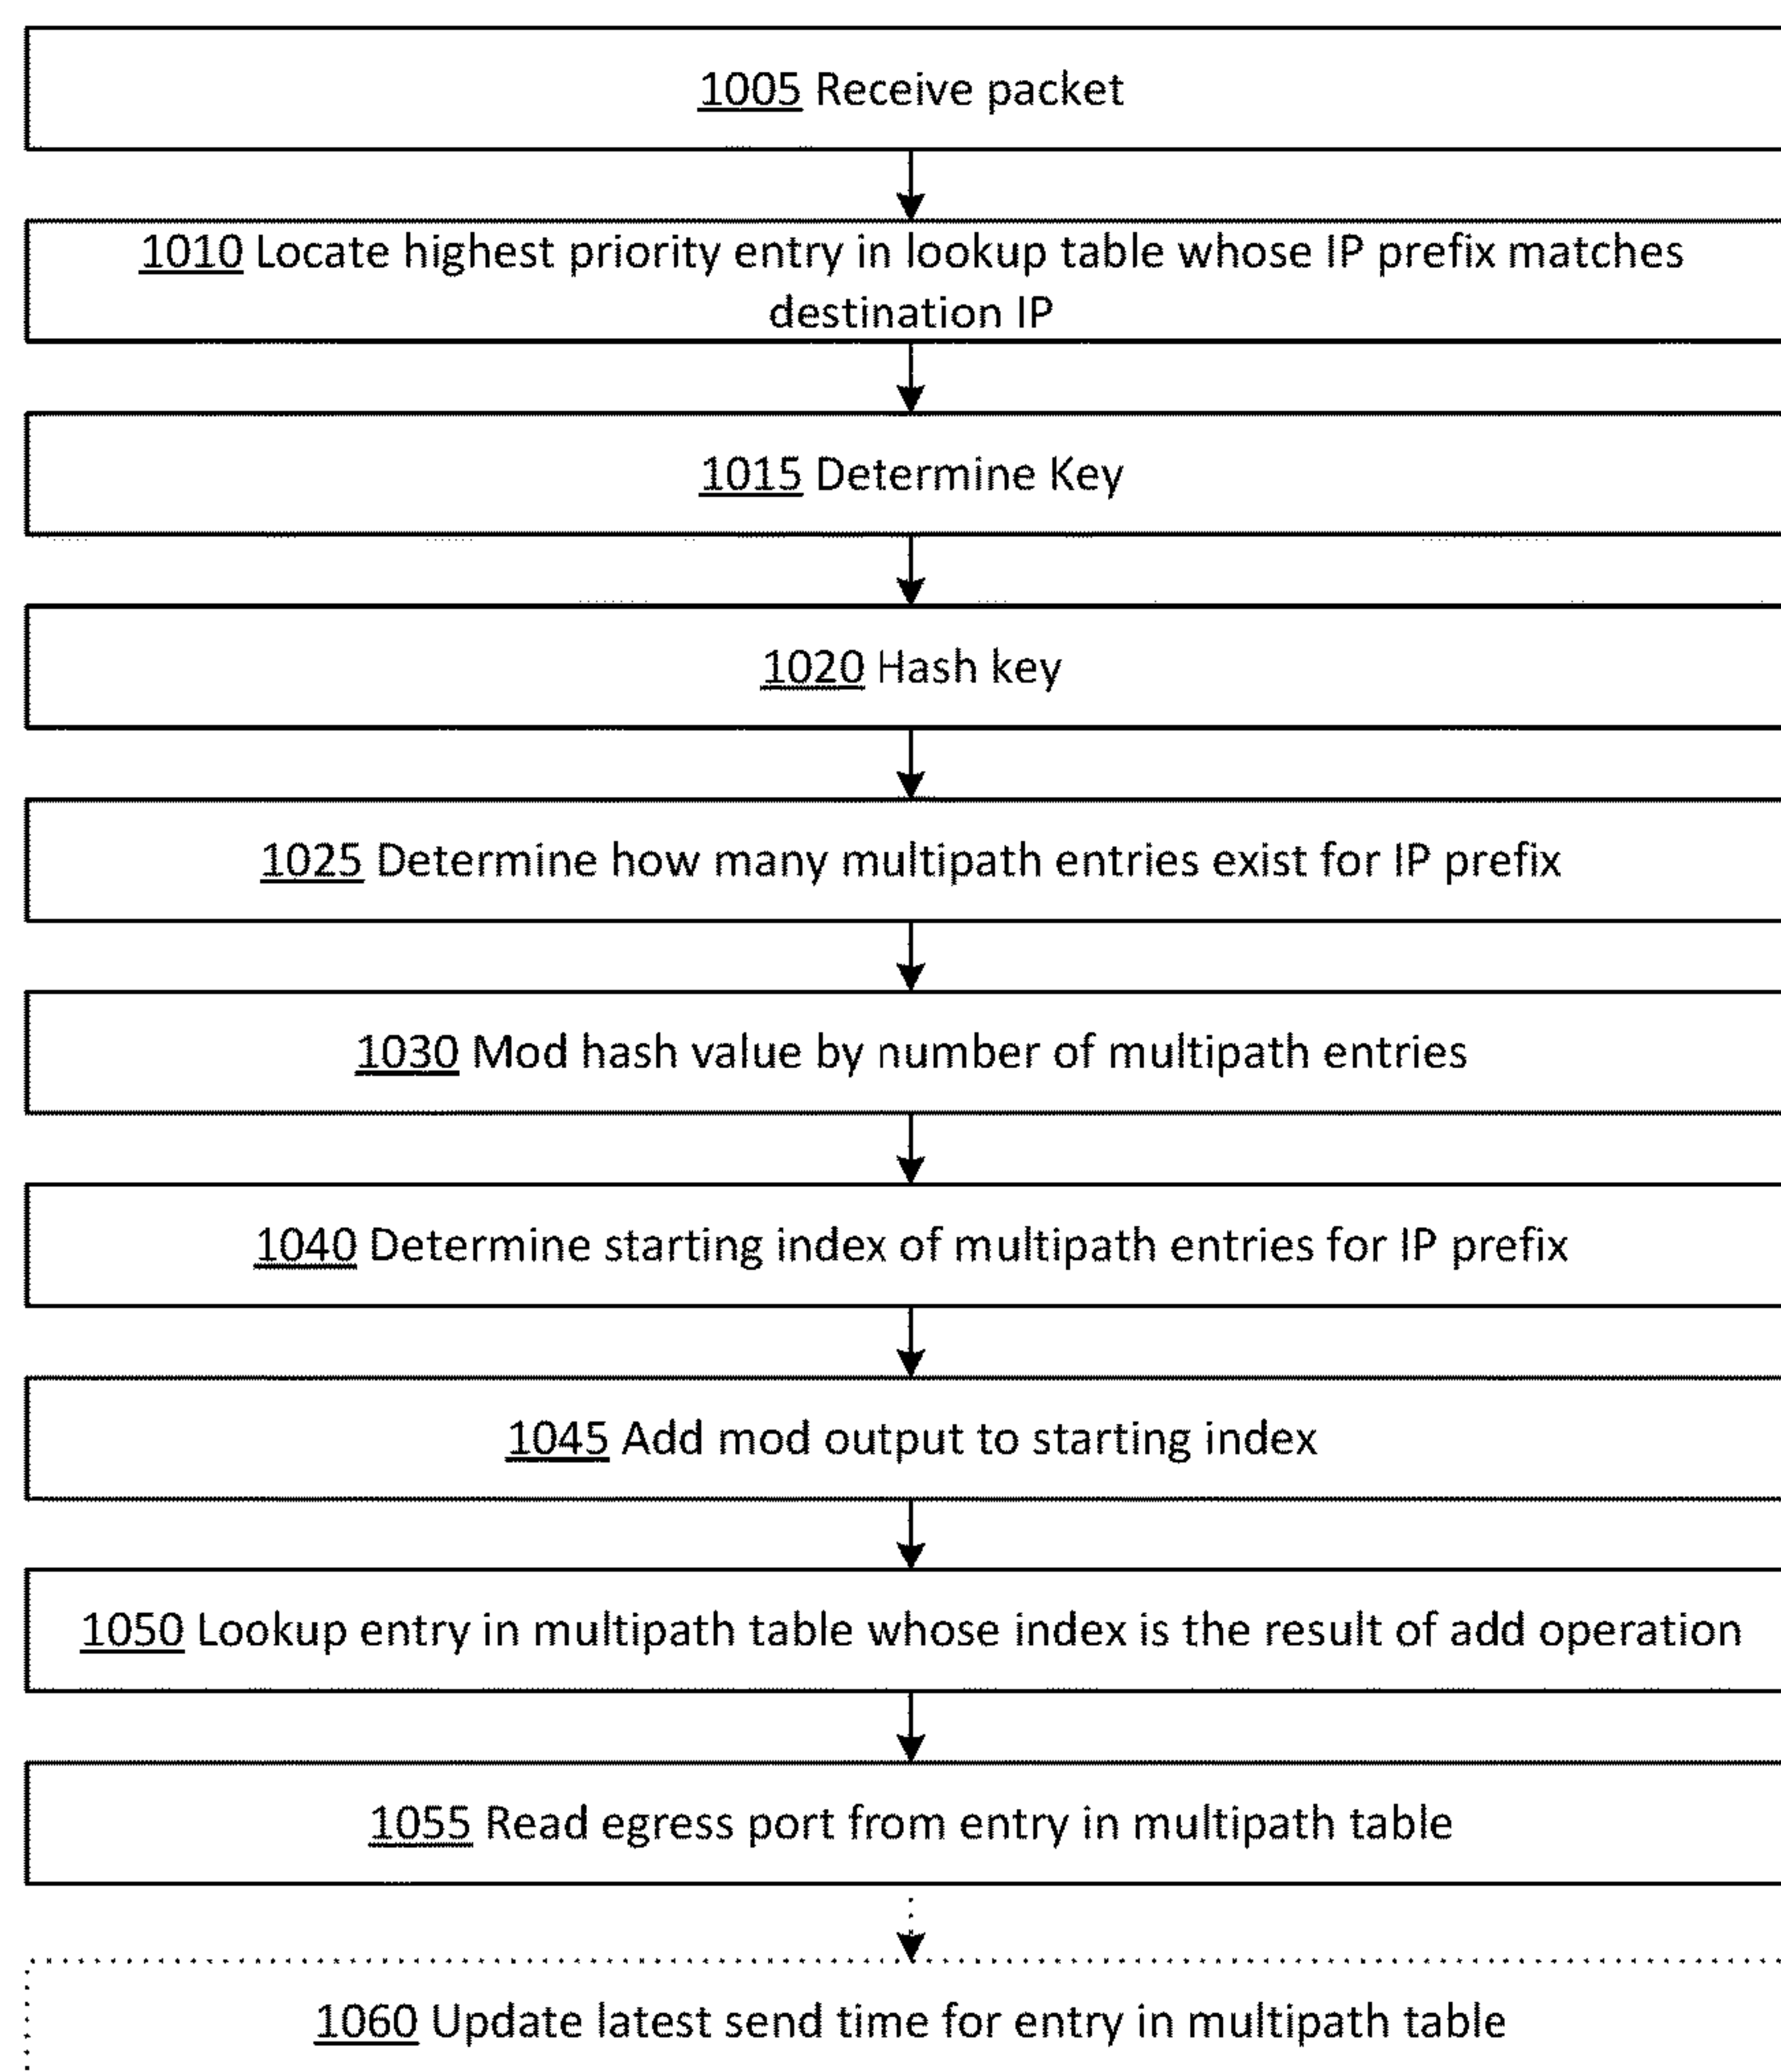 1005 Receive packet
1010 Locate highest priority entry in lookup table whose IP prefix matches
destination IP
1015 Determine Key
1020 Hash key
1025 Determine how many multipath entries exist for IP prefix
1030 Mod hash value by number of multipath entries
1040 Determine starting index of multipath entries for IP prefix
1045 Add mod output to starting index
1050 Lookup entry in multipath table whose index is the result of add operation
1055 Read egress port from entry in multipath table
1060 Update latest send time for entry in multipath table